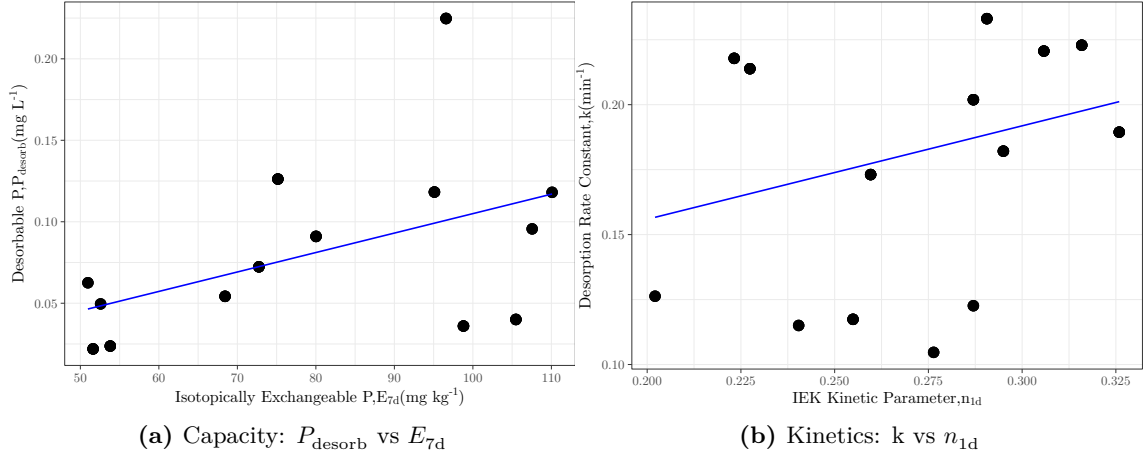 0.20
0.15
0.10
0.05
Desorbable P,P_desorb(mg L⁻¹)
50 60 70 80 90 100 110
Isotopically Exchangeable P,E_7d(mg kg⁻¹)
(a) Capacity: P_desorb vs E_7d
0.20
0.15
0.10
Desorption Rate Constant,k(min⁻¹)
0.200 0.225 0.250 0.275 0.300 0.325
IEK Kinetic Parameter,n_1d
(b) Kinetics: k vs n_1d